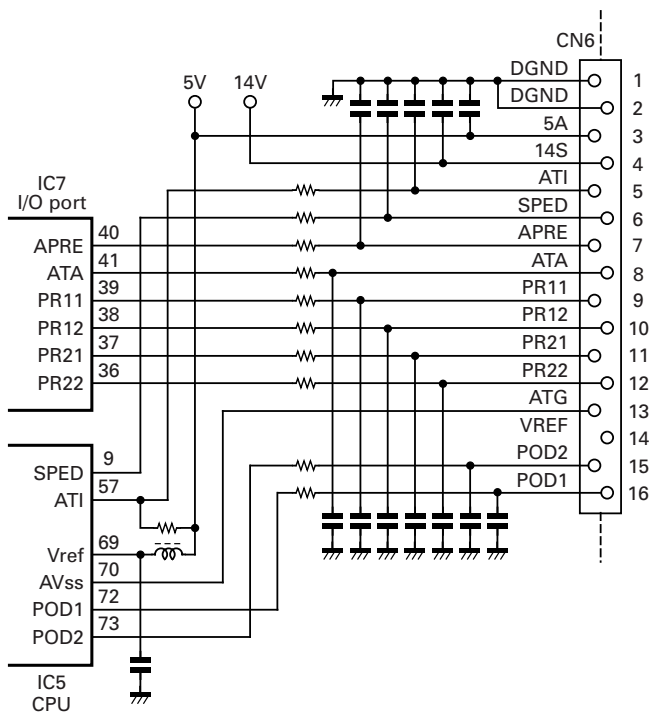 CN6
DGND 1
5V 14V
DGND 2
5A 3
14S 4
IC7
I/O port
ATI 5
SPED 6
APRE 40 APRE 7
ATA 41 ATA 8
PR11 39 PR11 9
PR12 38 PR12 10
PR21 37 PR21 11
PR22 36 PR22 12
ATG 13
VREF 14
SPED 9
POD2 15
ATI 57
POD1 16
Vref 69
AVss 70
POD1 72
POD2 73
IC5
CPU